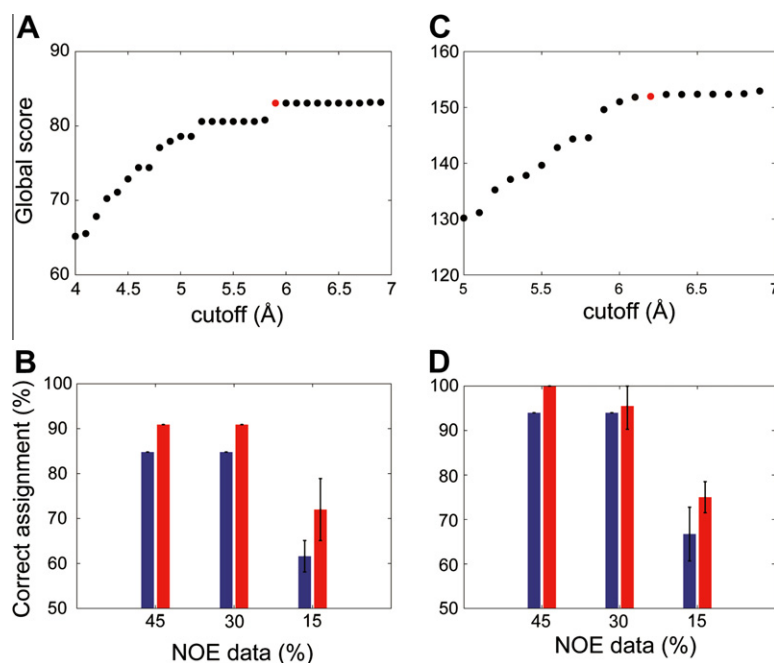 A
Global score
90
80
70
60
4 4.5 5 5.5 6 6.5 7
cutoff (Å)
C
160
150
140
130
120
5 5.5 6 6.5 7
cutoff (Å)
B
Correct assignment (%)
100
90
80
70
60
50
45 30 15
NOE data (%)
D
100
90
80
70
60
50
45 30 15
NOE data (%)